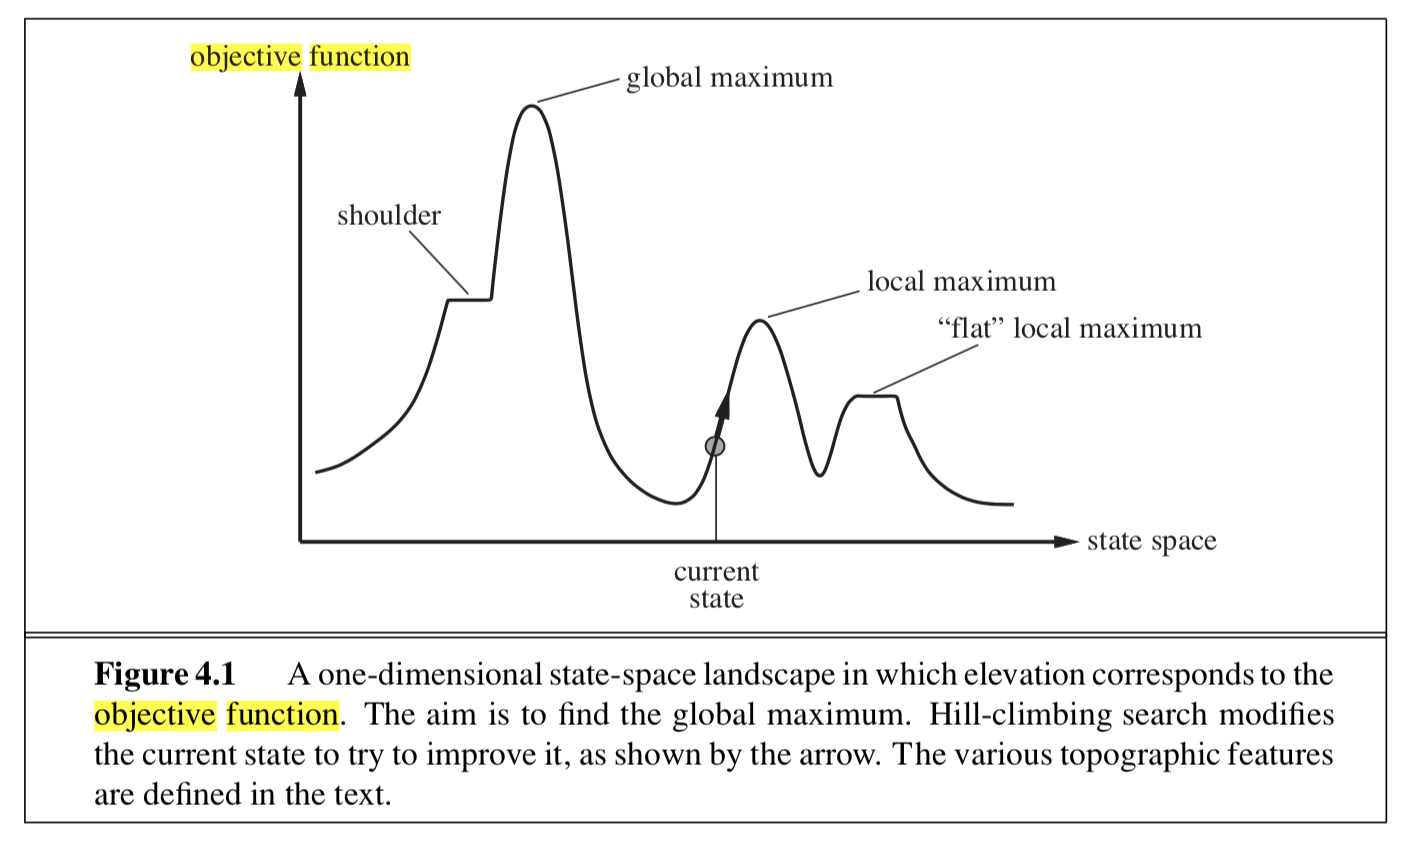 objective function
global maximum
shoulder
local maximum
“flat” local maximum
state space
current
state
Figure 4.1 A one-dimensional state-space landscape in which elevation corresponds to the
objective function. The aim is to find the global maximum. Hill-climbing search modifies
the current state to try to improve it, as shown by the arrow. The various topographic features
are defined in the text.